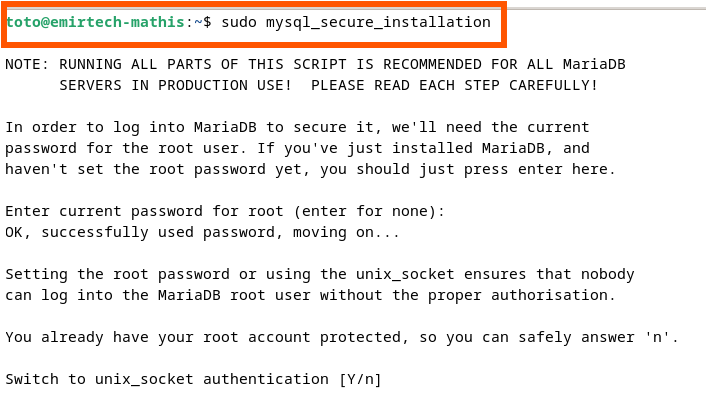 toto@emirtech-mathis:~$ sudo mysql_secure_installation
NOTE: RUNNING ALL PARTS OF THIS SCRIPT IS RECOMMENDED FOR ALL MariaDB
SERVERS IN PRODUCTION USE!  PLEASE READ EACH STEP CAREFULLY!
In order to log into MariaDB to secure it, we'll need the current
password for the root user. If you've just installed MariaDB, and
haven't set the root password yet, you should just press enter here.
Enter current password for root (enter for none):
OK, successfully used password, moving on...
Setting the root password or using the unix_socket ensures that nobody
can log into the MariaDB root user without the proper authorisation.
You already have your root account protected, so you can safely answer 'n'.
Switch to unix_socket authentication [Y/n]